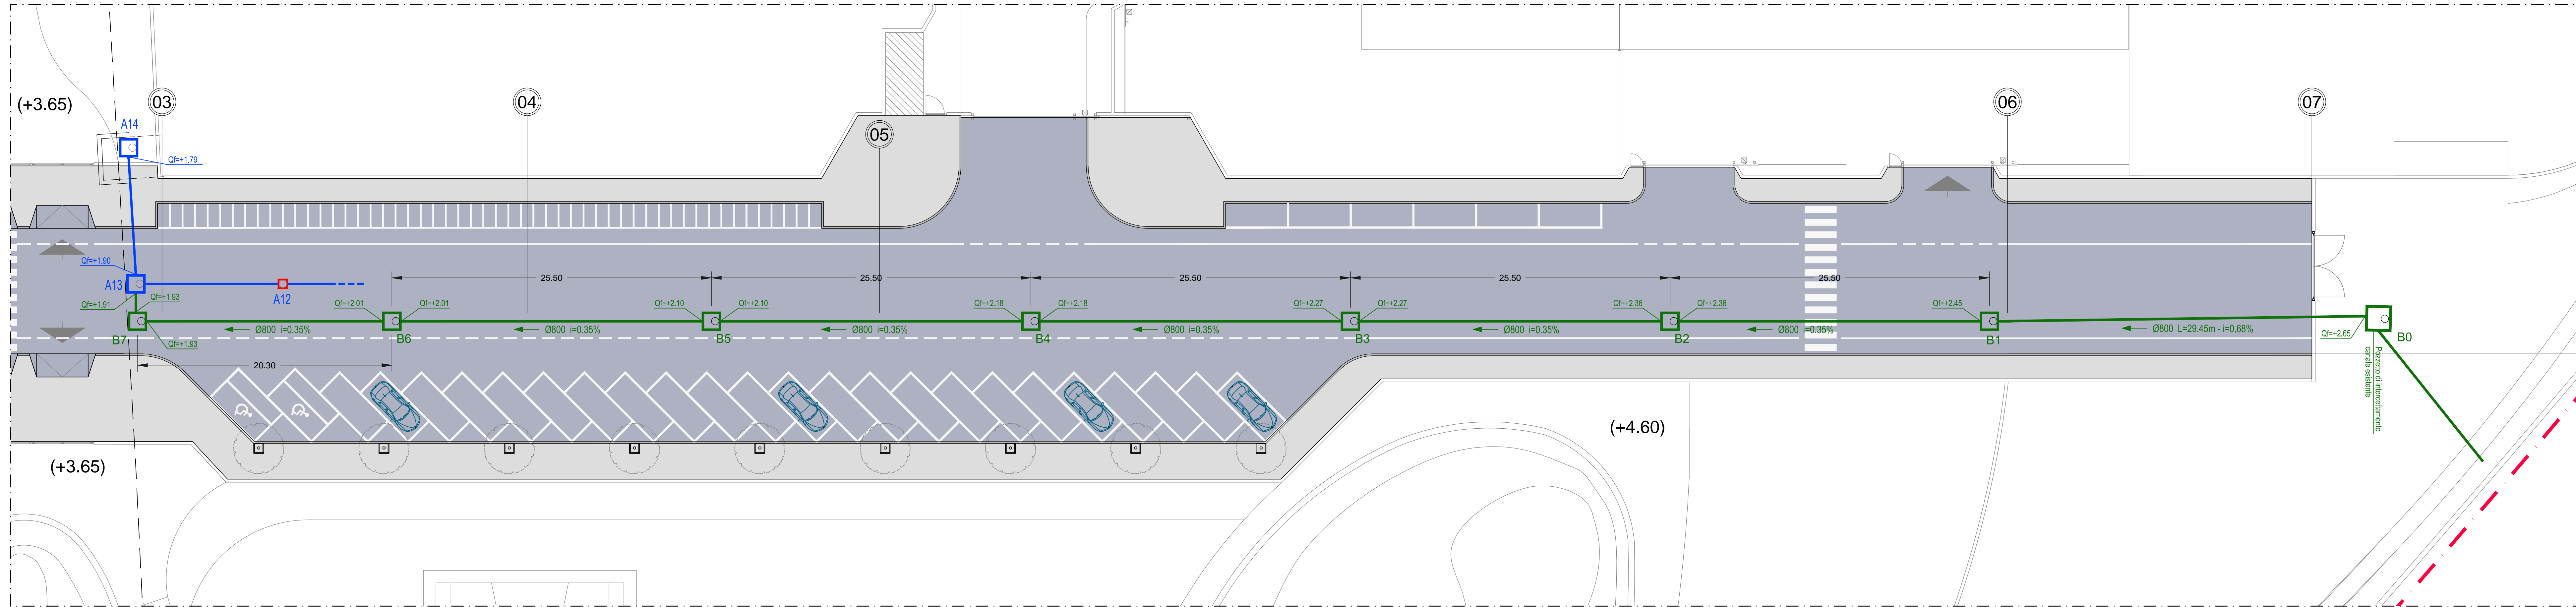 (+3.65)
03
04
05
06
07
A14
Qf=+1.79
Qf=+1.90
A13
A12
Qf=+1.91
Qf=+1.93
Qf=+1.93
B7
20.30
25.50
25.50
25.50
25.50
25.50
Qf=+2.01
Qf=+2.01
B6
Qf=+2.10
Qf=+2.10
B5
Qf=+2.18
Qf=+2.18
B4
Qf=+2.27
Qf=+2.27
B3
Qf=+2.36
Qf=+2.36
B2
Qf=+2.45
B1
Qf=+2.65
B0
Ø800 i=0.35%
Ø800 i=0.35%
Ø800 i=0.35%
Ø800 i=0.35%
Ø800 i=0.35%
Ø800 i=0.35%
Ø800 L=29.45m - i=0.68%
Pozzetto di intercettamento
canale esistente
(+4.60)
(+3.65)